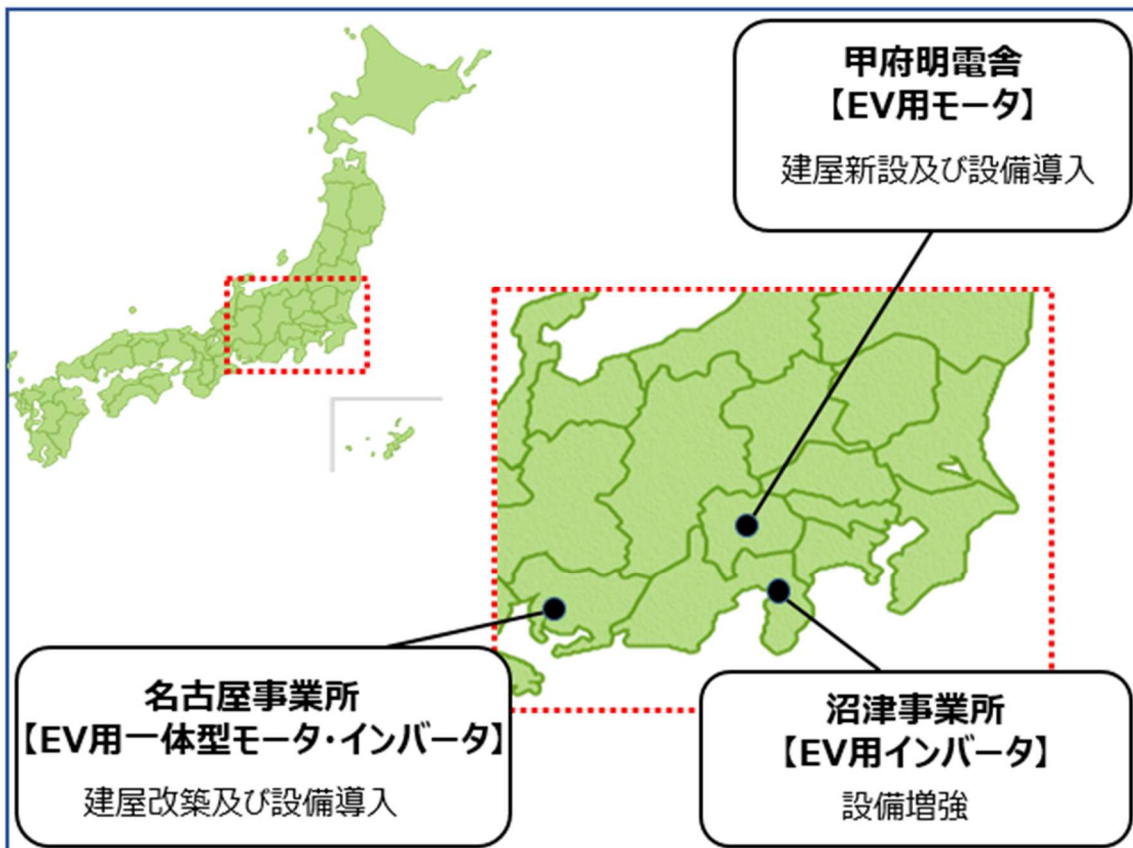 甲府明電舎
【EV用モータ】
建屋新設及び設備導入
名古屋事業所
【EV用一体型モータ・インバータ】
建屋改築及び設備導入
沼津事業所
【EV用インバータ】
設備増強